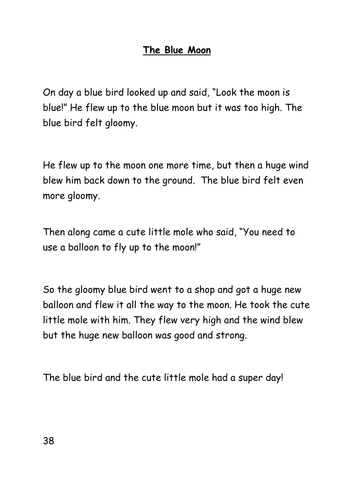 The Blue Moon
On day a blue bird looked up and said, "Look the moon is
blue!" He flew up to the blue moon but it was too high. The
blue bird felt gloomy.
He flew up to the moon one more time, but then a huge wind
blew him back down to the ground.  The blue bird felt even
more gloomy.
Then along came a cute little mole who said, "You need to
use a balloon to fly up to the moon!"
So the gloomy blue bird went to a shop and got a huge new
balloon and flew it all the way to the moon. He took the cute
little mole with him. They flew very high and the wind blew
but the huge new balloon was good and strong.
The blue bird and the cute little mole had a super day!
38